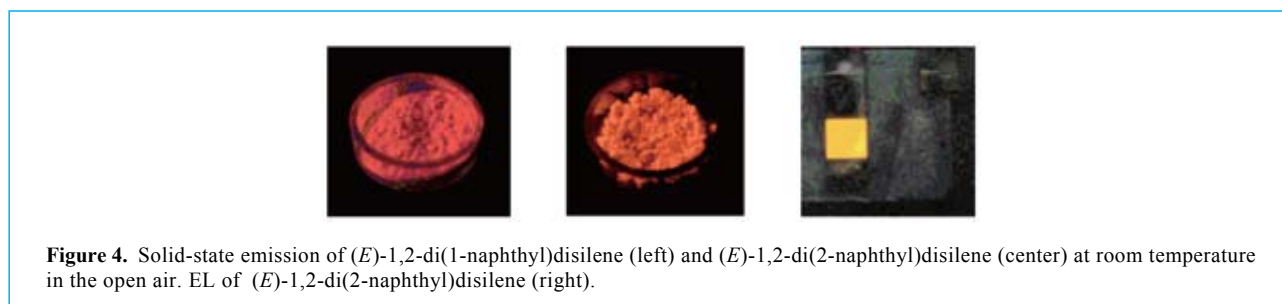 Figure 4. Solid-state emission of (E)-1,2-di(1-naphthyl)disilene (left) and (E)-1,2-di(2-naphthyl)disilene (center) at room temperature
in the open air. EL of (E)-1,2-di(2-naphthyl)disilene (right).